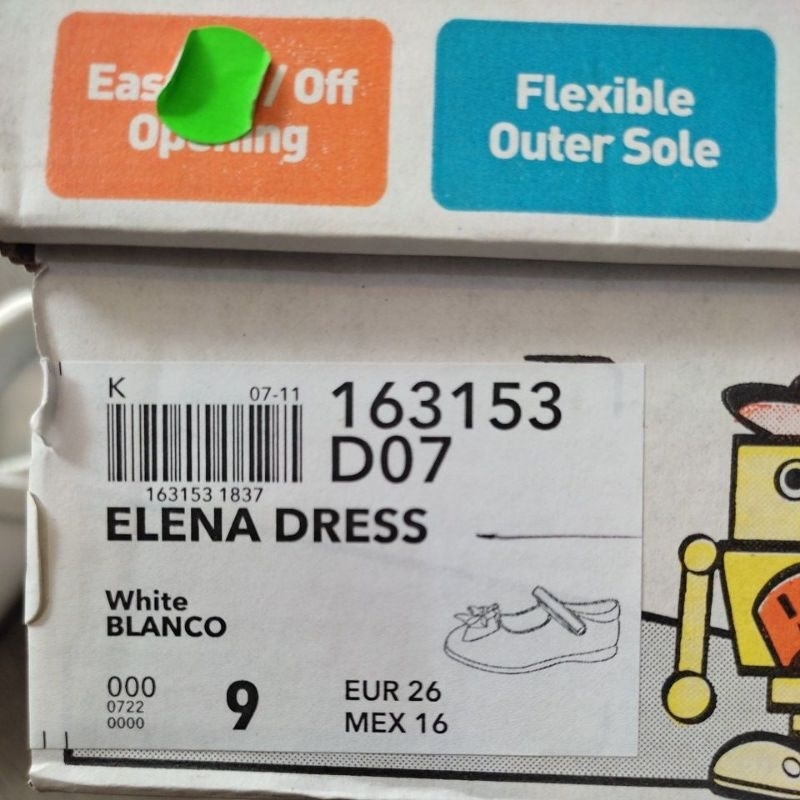 Flexible
Outer Sole
/ Off
K
07-11
163153
D07
163153 1837
ELENA DRESS
White
BLANCO
000
0722
0000
9
EUR 26
MEX 16